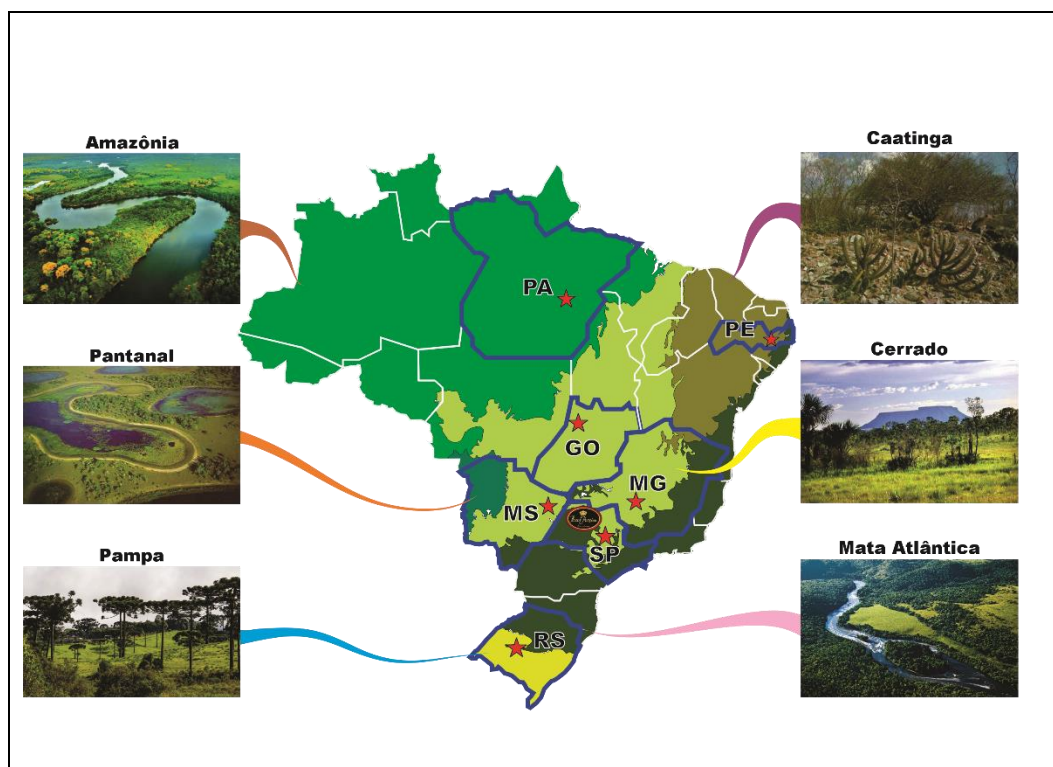 Amazônia
Caatinga
PA
PE
Pantanal
Cerrado
GO
MG
MS
SP
Pampa
Mata Atlântica
RS